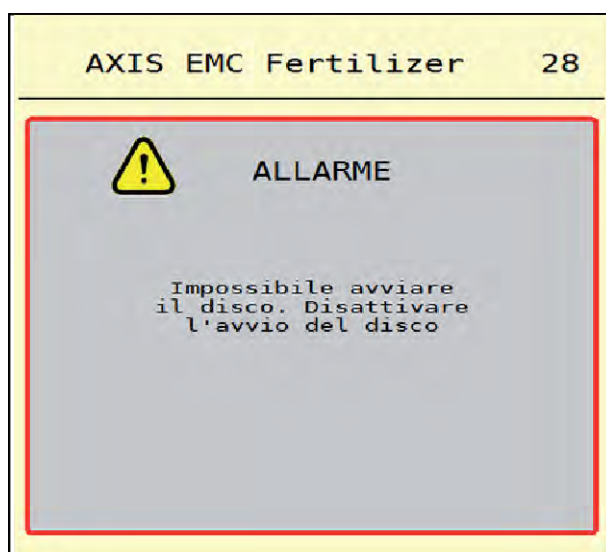 AXIS EMC Fertilizer 28
ALLARME
Impossibile avviare
il disco. Disattivare
l'avvio del disco